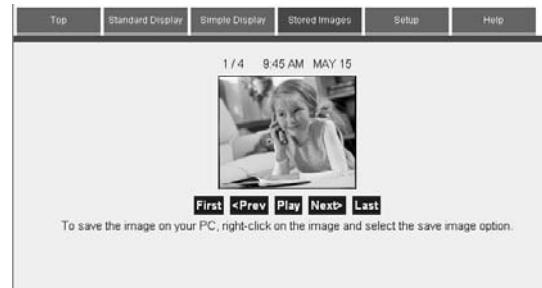 Top Standard Display Simple Display Stored Images Setup Help
1 / 4 9:45 AM MAY 15
First <Prev Play Next> Last
To save the image on your PC, right-click on the image and select the save image option.